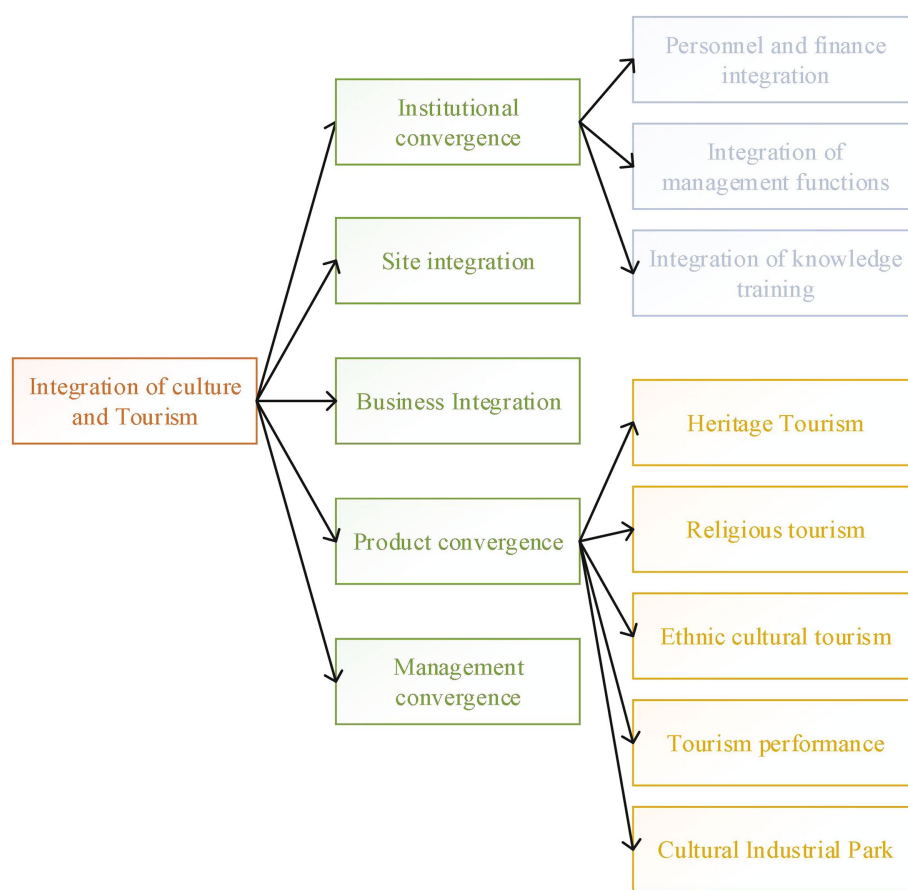 Integration of culture
and Tourism
Institutional
convergence
Site integration
Business Integration
Product convergence
Management
convergence
Personnel and finance
integration
Integration of
management functions
Integration of knowledge
training
Heritage Tourism
Religious tourism
Ethnic cultural tourism
Tourism performance
Cultural Industrial Park